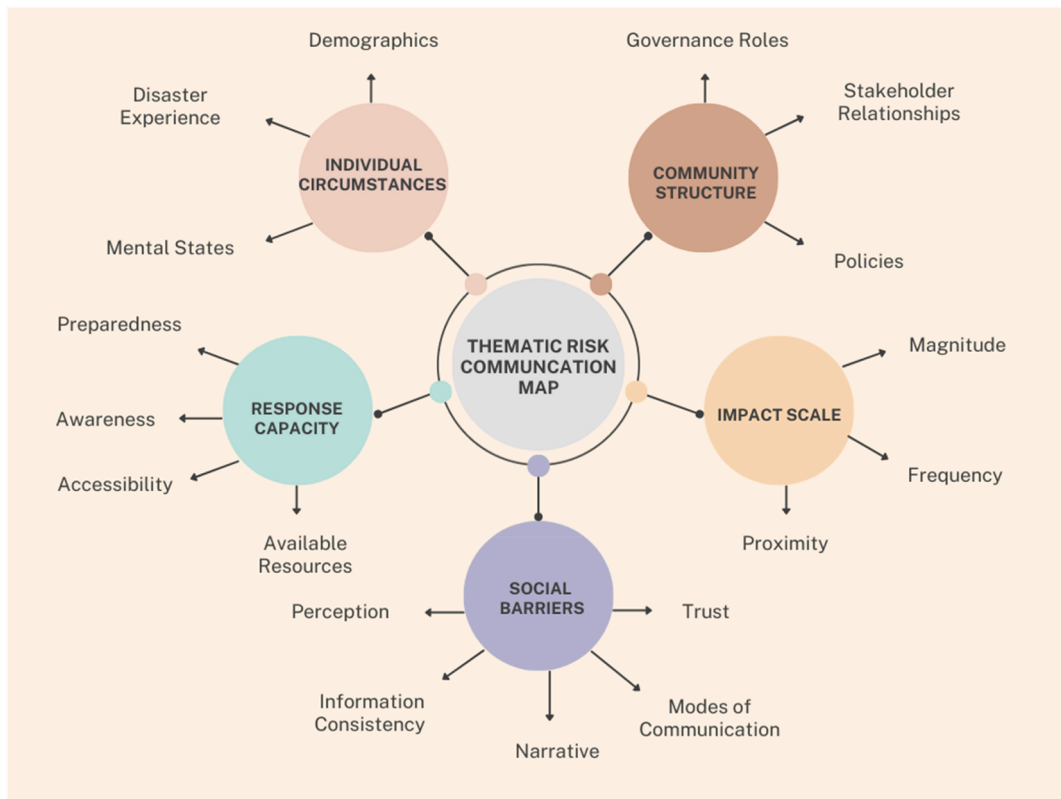 Demographics
Governance Roles
Disaster
Experience
Stakeholder
Relationships
INDIVIDUAL
CIRCUMSTANCES
COMMUNITY
STRUCTURE
Mental States
Policies
Preparedness
THEMATIC RISK
COMMUNCATION
MAP
Magnitude
Awareness
RESPONSE
CAPACITY
IMPACT SCALE
Accessibility
Frequency
Available
Resources
Proximity
SOCIAL
BARRIERS
Perception
Trust
Information
Consistency
Modes of
Communication
Narrative